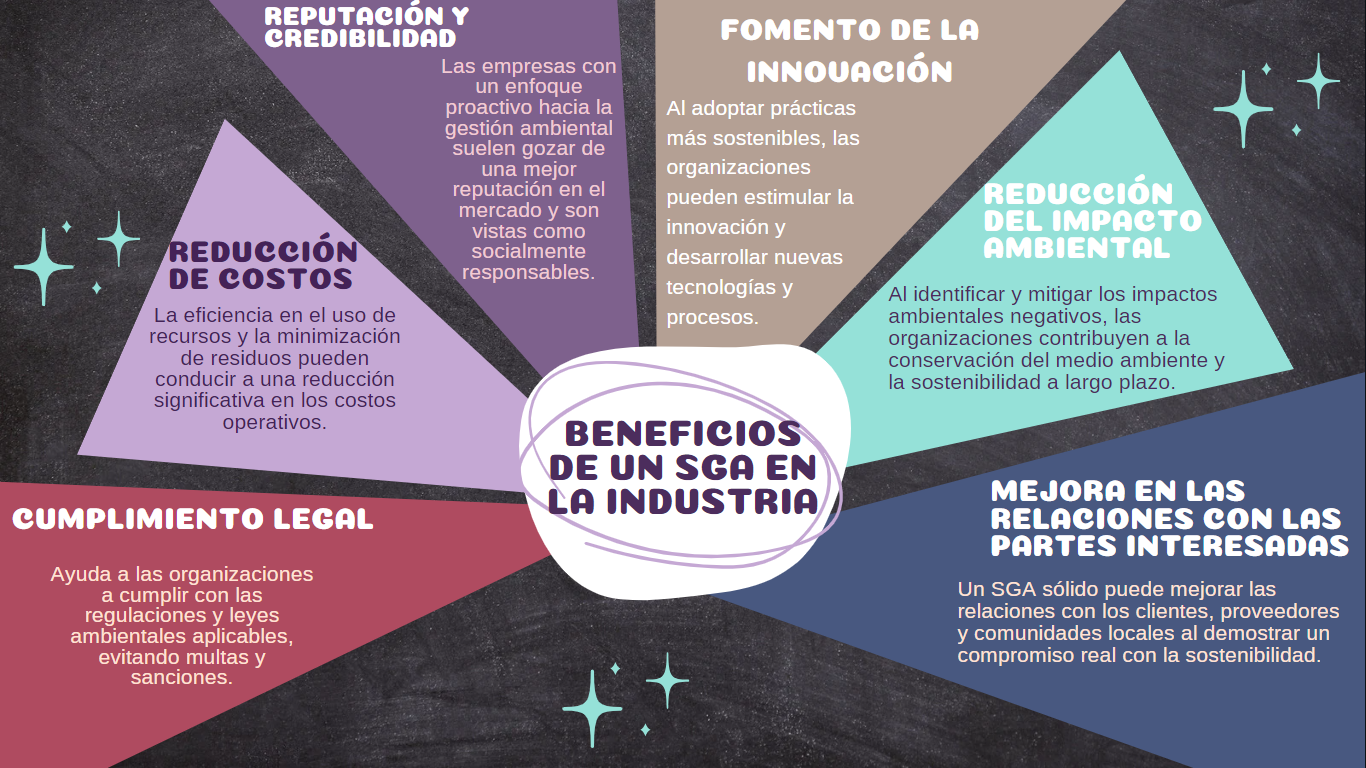 REPUTACIÓN Y
CREDIBILIDAD
Las empresas con
un enfoque
proactivo hacia la
gestión ambiental
suelen gozar de
una mejor
reputación en el
mercado y son
vistas como
socialmente
responsables.
FOMENTO DE LA
INNOVACIÓN
Al adoptar prácticas
más sostenibles, las
organizaciones
pueden estimular la
innovación y
desarrollar nuevas
tecnologías y
procesos.
REDUCCIÓN
DE COSTOS
La eficiencia en el uso de
recursos y la minimización
de residuos pueden
conducir a una reducción
significativa en los costos
operativos.
REDUCCIÓN
DEL IMPACTO
AMBIENTAL
Al identificar y mitigar los impactos
ambientales negativos, las
organizaciones contribuyen a la
conservación del medio ambiente y
la sostenibilidad a largo plazo.
BENEFICIOS
DE UN SGA EN
LA INDUSTRIA
CUMPLIMIENTO LEGAL
Ayuda a las organizaciones
a cumplir con las
regulaciones y leyes
ambientales aplicables,
evitando multas y
sanciones.
MEJORA EN LAS
RELACIONES CON LAS
PARTES INTERESADAS
Un SGA sólido puede mejorar las
relaciones con los clientes, proveedores
y comunidades locales al demostrar un
compromiso real con la sostenibilidad.